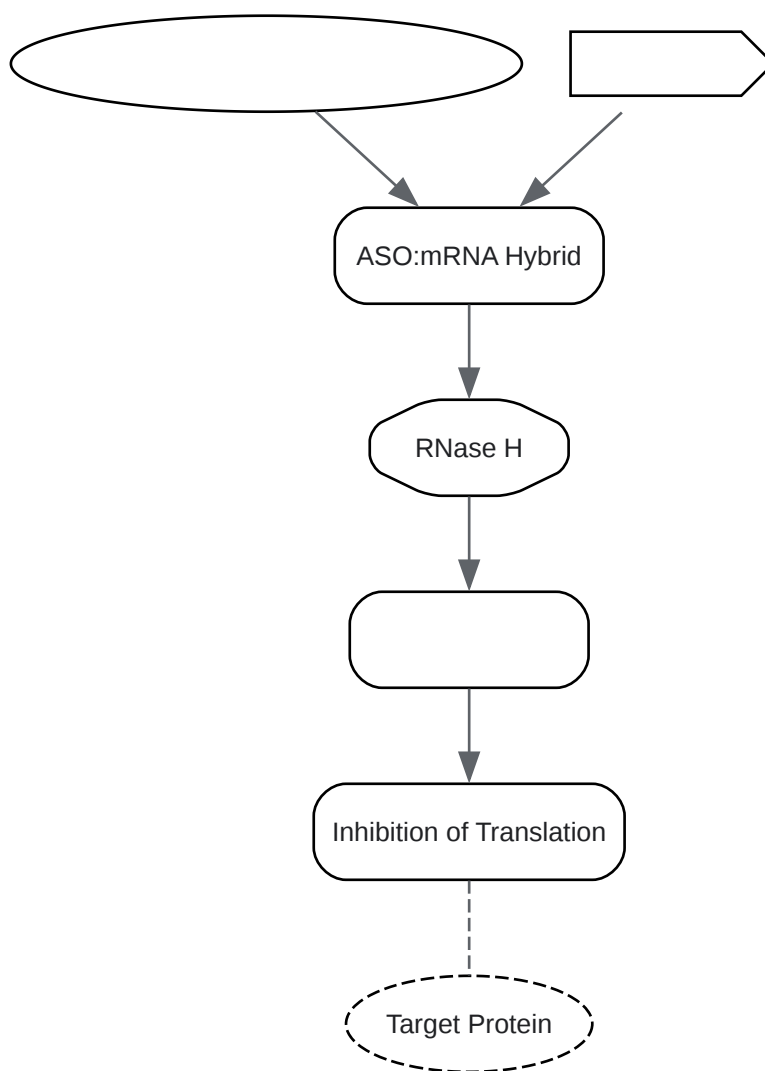 ASO:mRNA Hybrid
RNase H
Inhibition of Translation
Target Protein